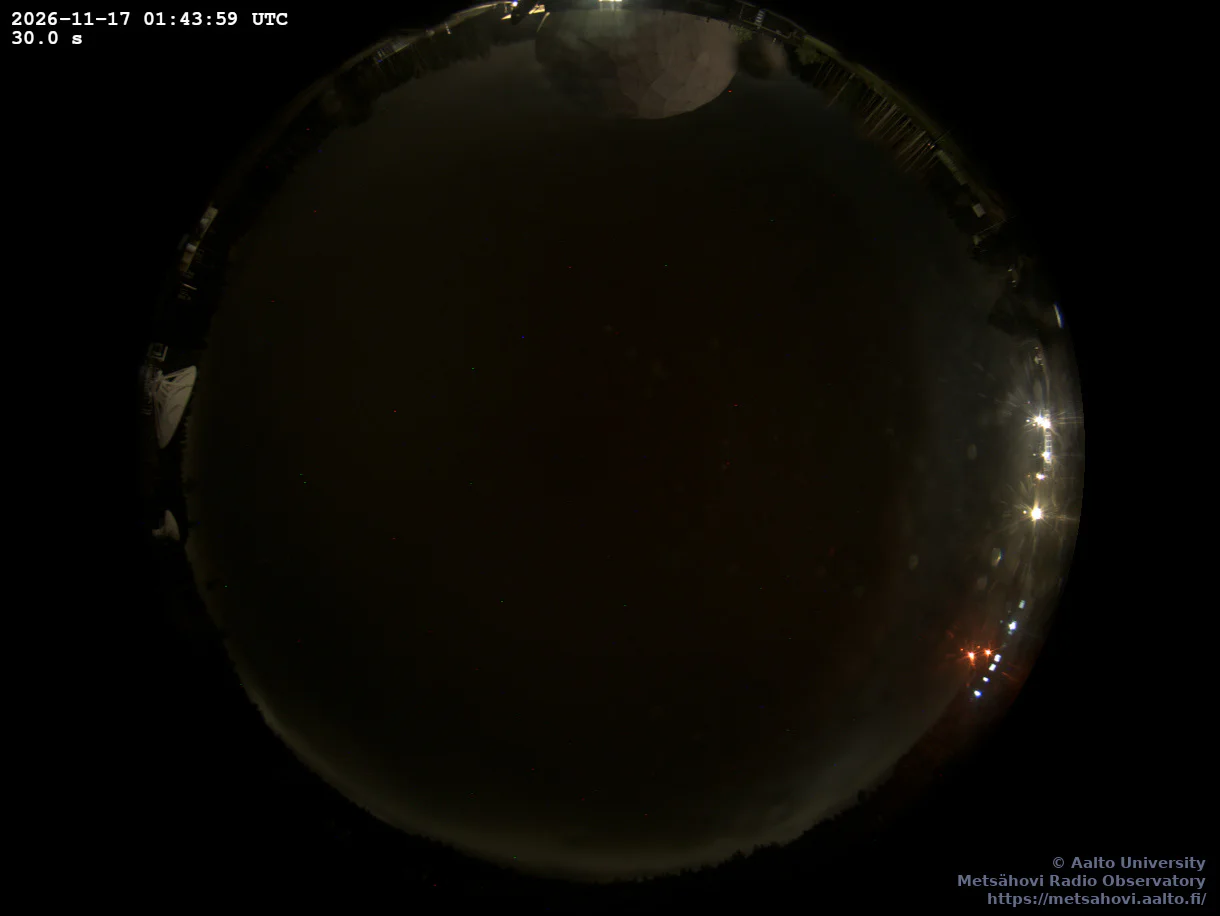 2026-11-17 01:43:59 UTC
30.0 s
© Aalto University
Metsähovi Radio Observatory
https://metsahovi.aalto.fi/